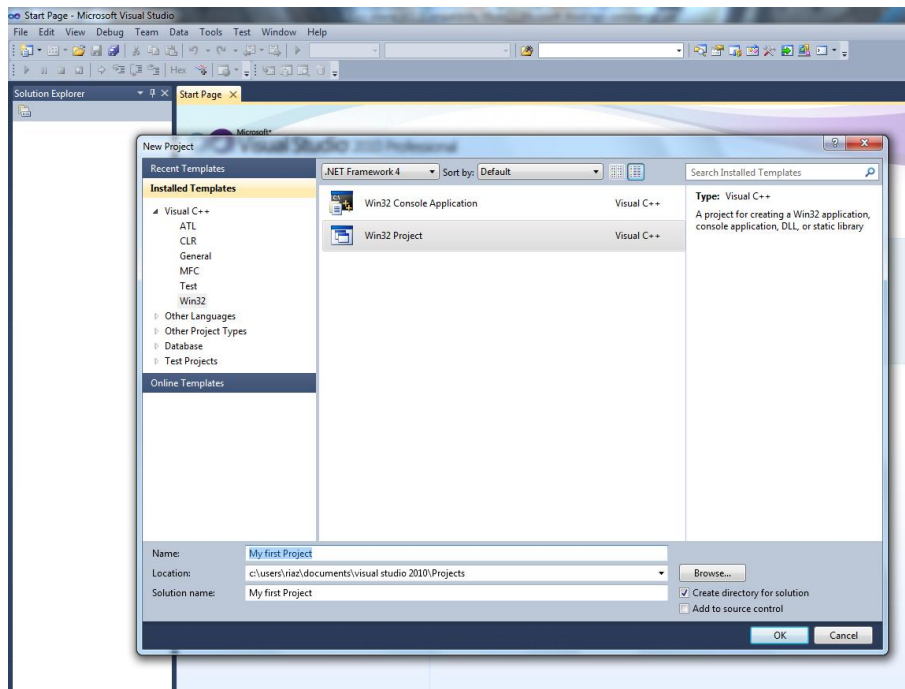 Start Page - Microsoft Visual Studio
File Edit View Debug Team Data Tools Test Window Help
Hex
Solution Explorer
Start Page
Microsoft®
Visual Studio 2010 Professional
New Project
Recent Templates
Installed Templates
Visual C++
ATL
CLR
General
MFC
Test
Win32
Other Languages
Other Project Types
Database
Test Projects
Online Templates
.NET Framework 4 Sort by: Default
Win32 Console Application Visual C++
Win32 Project Visual C++
Search Installed Templates
Type: Visual C++
A project for creating a Win32 application,
console application, DLL, or static library
Name: My first Project
Location: c:\users\riaz\documents\visual studio 2010\Projects
Browse...
Solution name: My first Project
Create directory for solution
Add to source control
OK Cancel